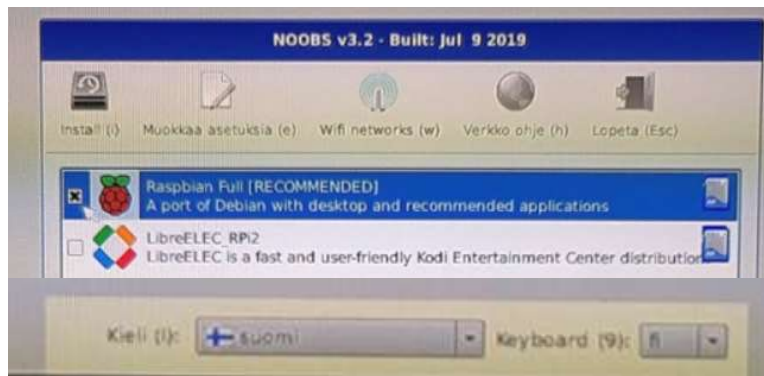 NOOBS v3.2 - Built: Jul 9 2019
Install (i) Muokkaa asetuksia (e) Wifi networks (w) Verkko ohje (h) Lopeta (Esc)
Raspbian Full [RECOMMENDED]
A port of Debian with desktop and recommended applications
LibreELEC_RPi2
LibreELEC is a fast and user-friendly Kodi Entertainment Center distribution
Kieli (l): suomi Keyboard (9): fi